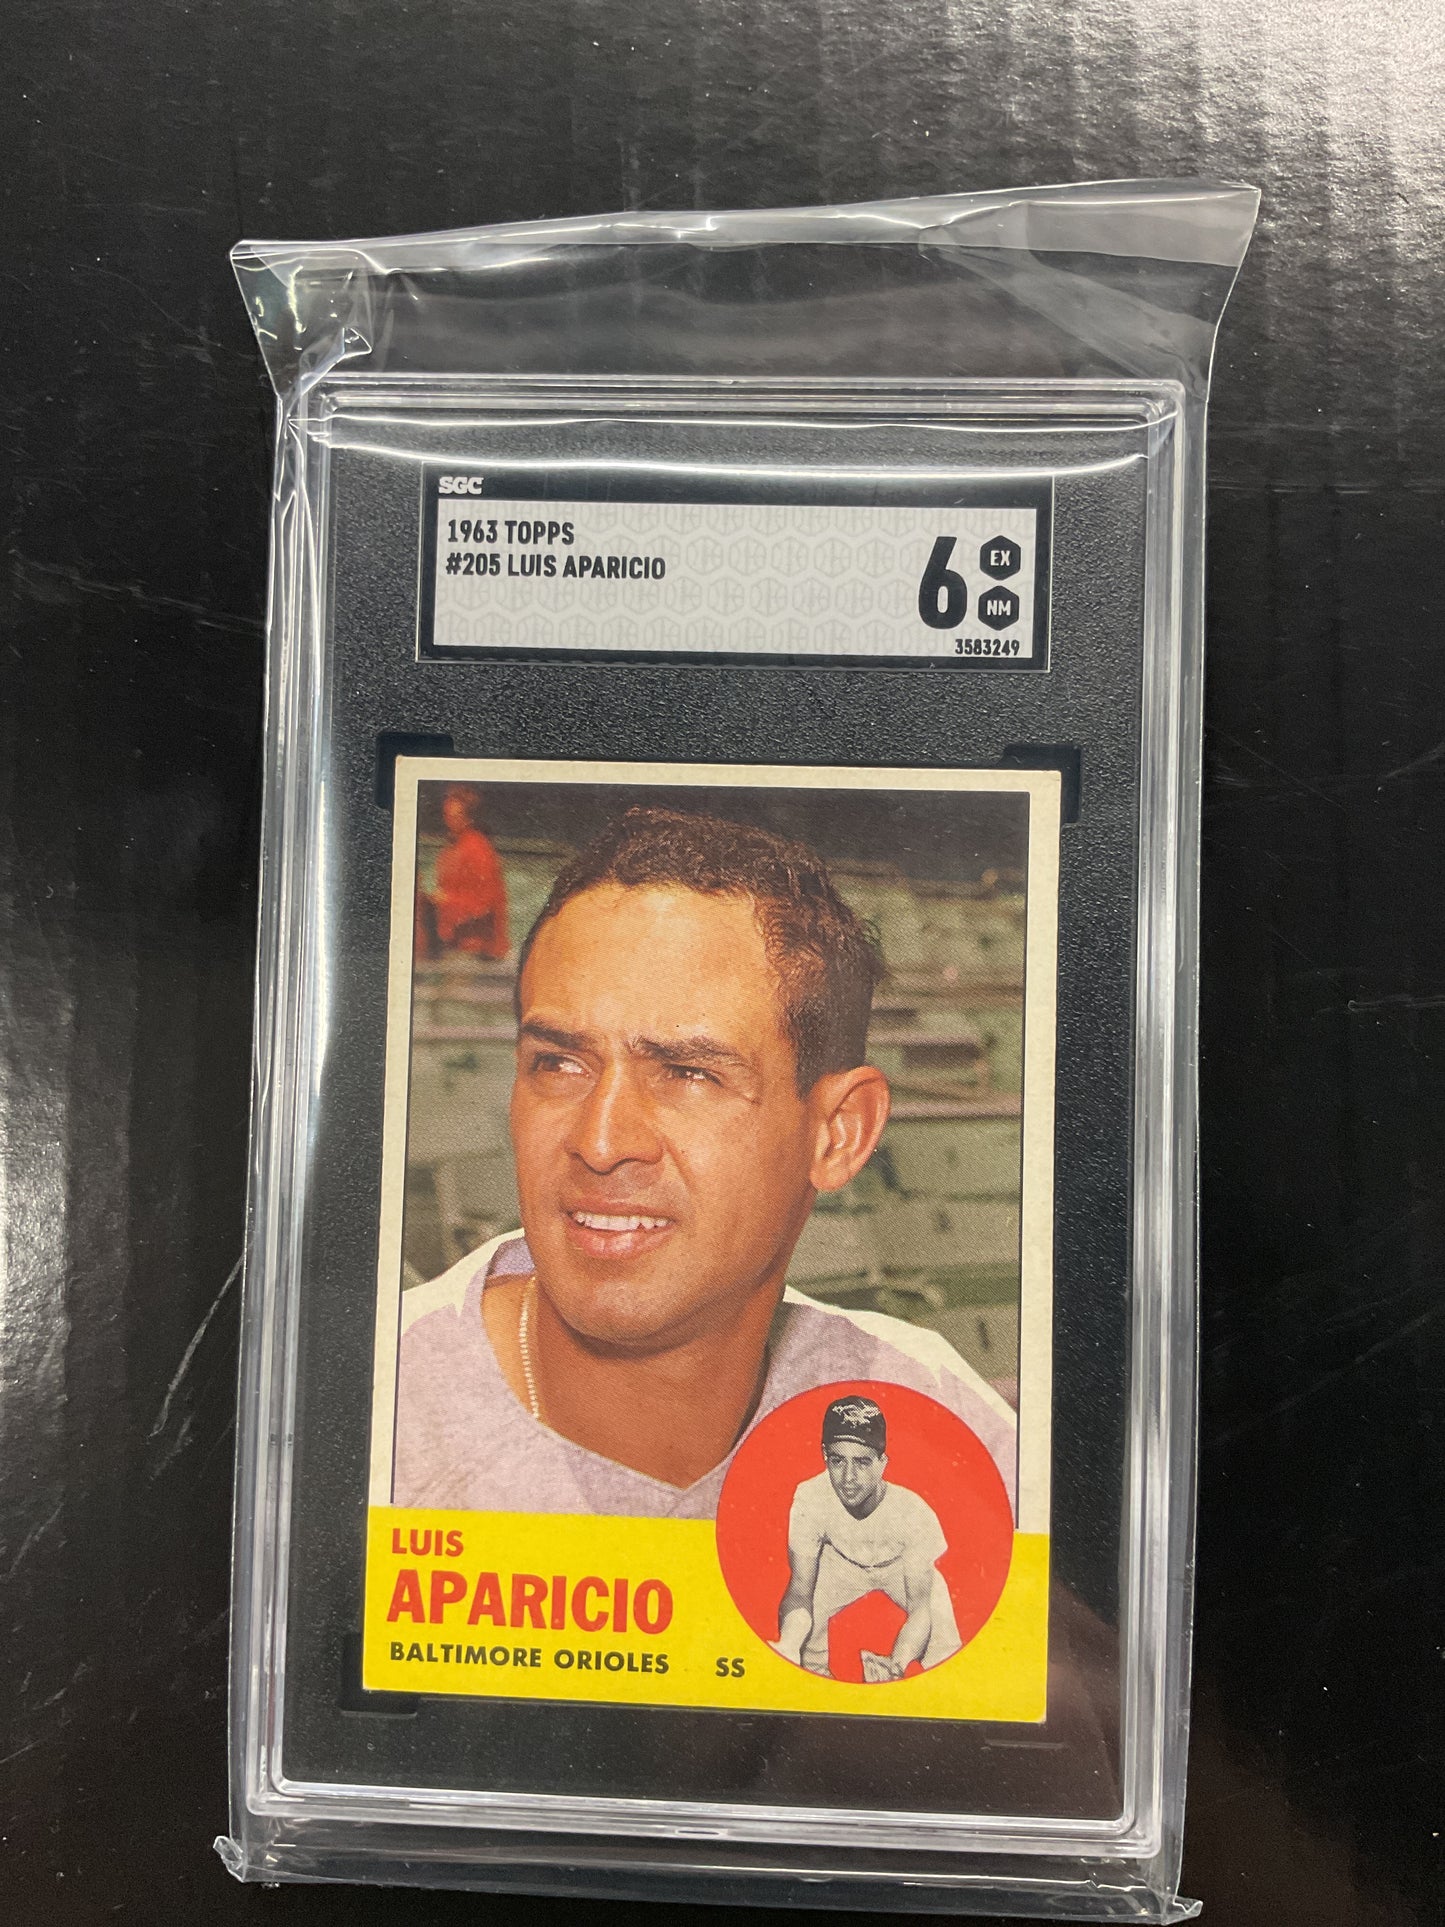 SGC
1963 TOPPS
#205 LUIS APARICIO
6 EX
NM
3583249
LUIS
APARICIO
BALTIMORE ORIOLES SS